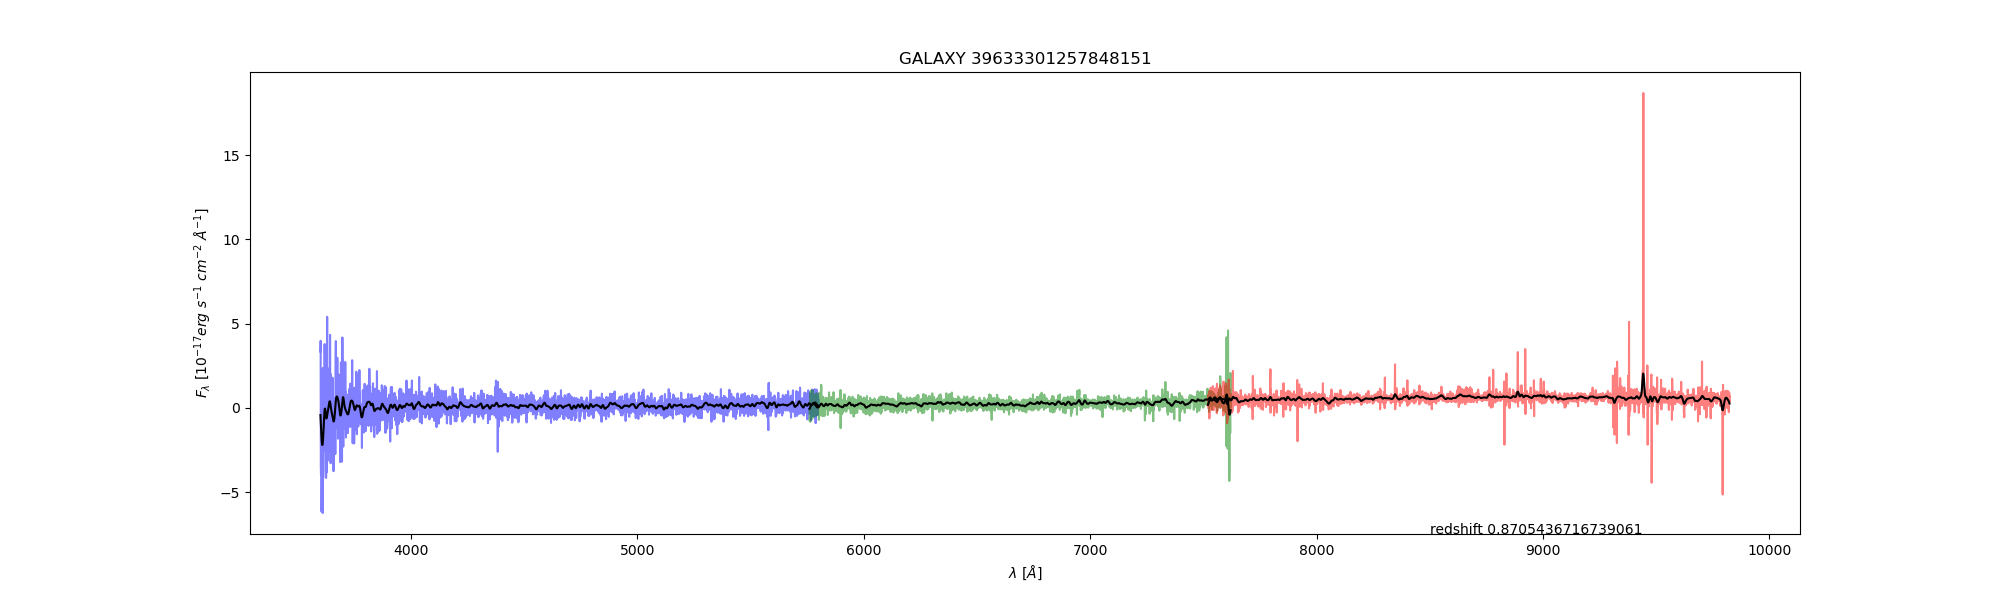 GALAXY 39633301257848151
F_λ [10^−17 erg s^−1 cm^−2 Å^−1]
15
10
5
0
−5
redshift 0.8705436716739061
4000 5000 6000 7000 8000 9000 10000
λ [Å]